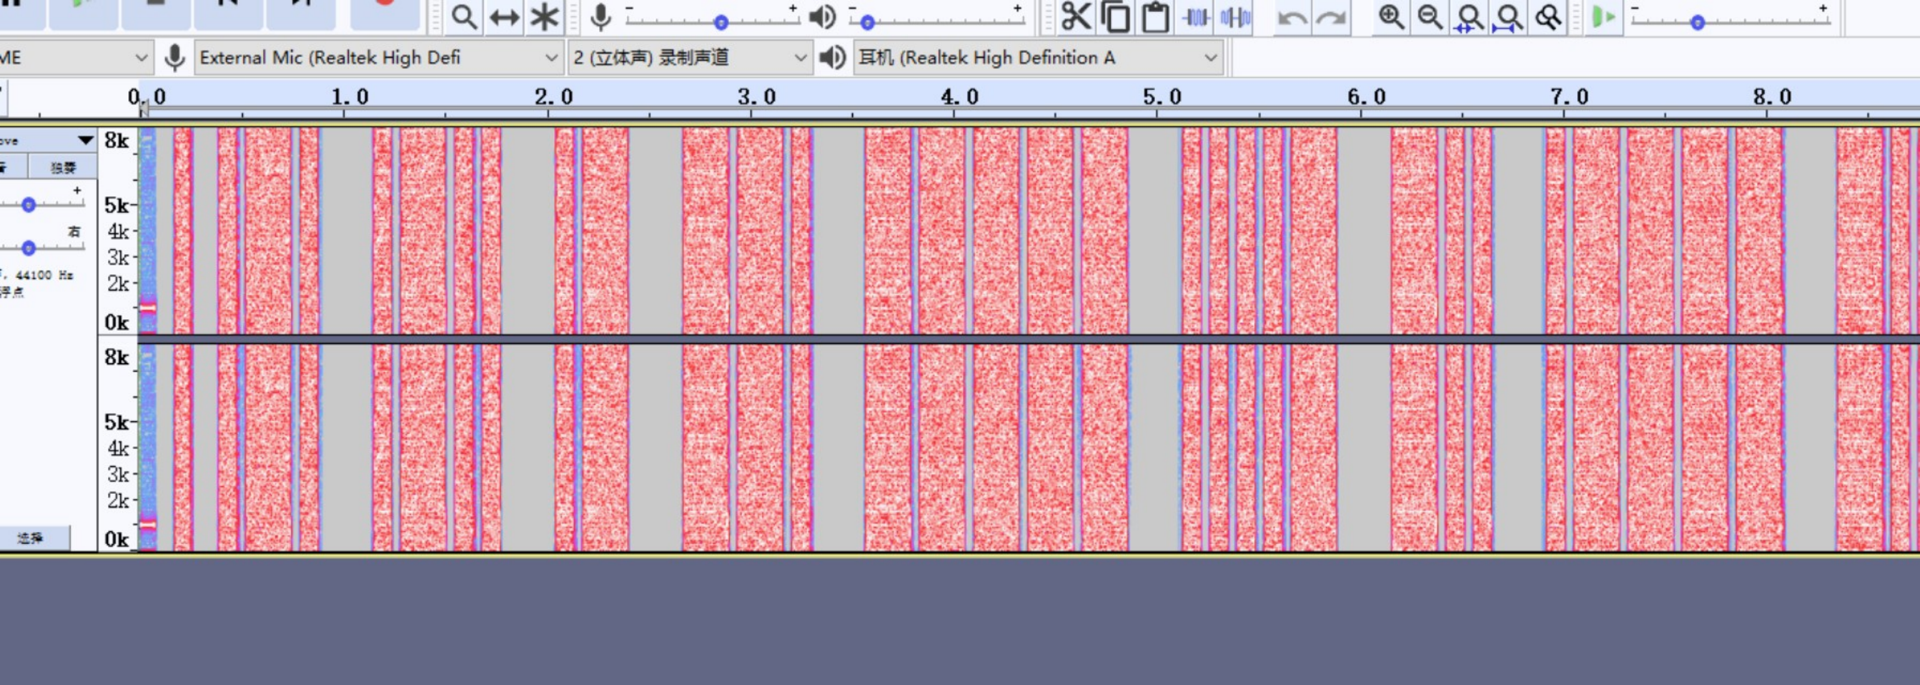 ME External Mic (Realtek High Defi 2 (立体声) 录制声道 耳机 (Realtek High Definition A
0.0 1.0 2.0 3.0 4.0 5.0 6.0 7.0 8.0
ove
独奏
右
, 44100 Hz
浮点
选择
8k
5k
4k
3k
2k
0k
8k
5k
4k
3k
2k
0k